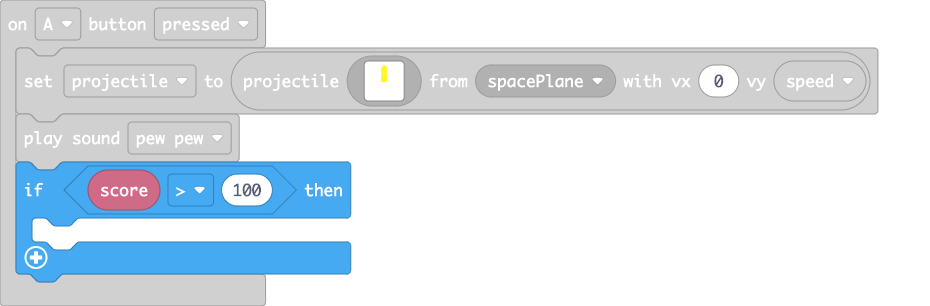 on A button pressed
set projectile to projectile from spacePlane with vx 0 vy speed
play sound pew pew
if score > 100 then